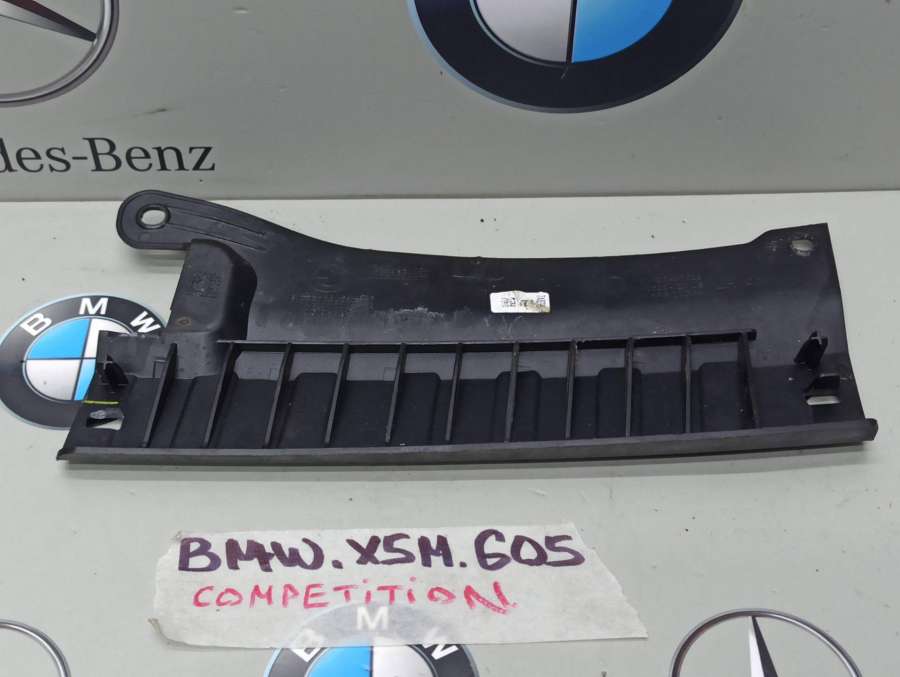 des-Benz
BMW
BMW.X5M.G05
COMPETITION
BMW